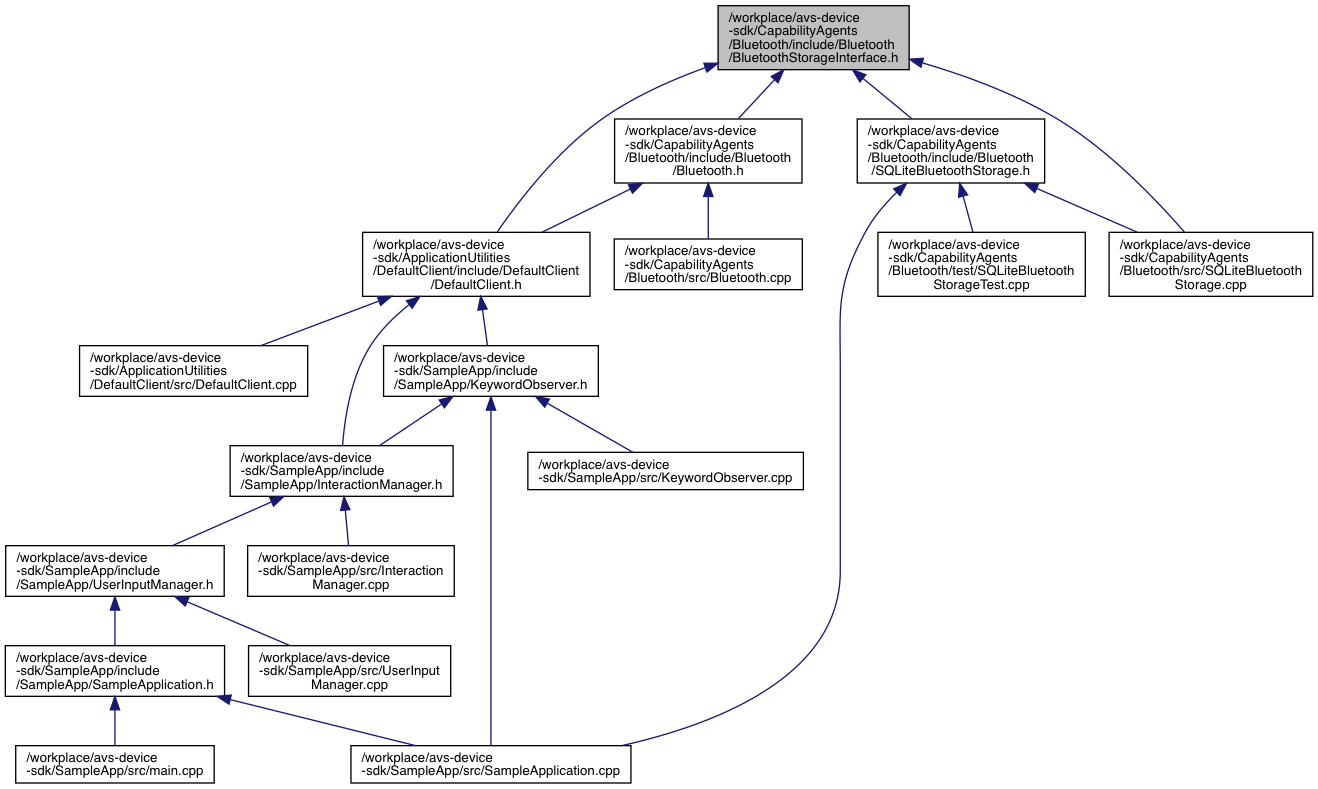 /workplace/avs-device
-sdk/CapabilityAgents
/Bluetooth/include/Bluetooth
/BluetoothStorageInterface.h
/workplace/avs-device
-sdk/CapabilityAgents
/Bluetooth/include/Bluetooth
/Bluetooth.h
/workplace/avs-device
-sdk/CapabilityAgents
/Bluetooth/include/Bluetooth
/SQLiteBluetoothStorage.h
/workplace/avs-device
-sdk/ApplicationUtilities
/DefaultClient/include/DefaultClient
/DefaultClient.h
/workplace/avs-device
-sdk/CapabilityAgents
/Bluetooth/src/Bluetooth.cpp
/workplace/avs-device
-sdk/CapabilityAgents
/Bluetooth/test/SQLiteBluetooth
StorageTest.cpp
/workplace/avs-device
-sdk/CapabilityAgents
/Bluetooth/src/SQLiteBluetooth
Storage.cpp
/workplace/avs-device
-sdk/ApplicationUtilities
/DefaultClient/src/DefaultClient.cpp
/workplace/avs-device
-sdk/SampleApp/include
/SampleApp/KeywordObserver.h
/workplace/avs-device
-sdk/SampleApp/include
/SampleApp/InteractionManager.h
/workplace/avs-device
-sdk/SampleApp/src/KeywordObserver.cpp
/workplace/avs-device
-sdk/SampleApp/include
/SampleApp/UserInputManager.h
/workplace/avs-device
-sdk/SampleApp/src/Interaction
Manager.cpp
/workplace/avs-device
-sdk/SampleApp/include
/SampleApp/SampleApplication.h
/workplace/avs-device
-sdk/SampleApp/src/UserInput
Manager.cpp
/workplace/avs-device
-sdk/SampleApp/src/main.cpp
/workplace/avs-device
-sdk/SampleApp/src/SampleApplication.cpp